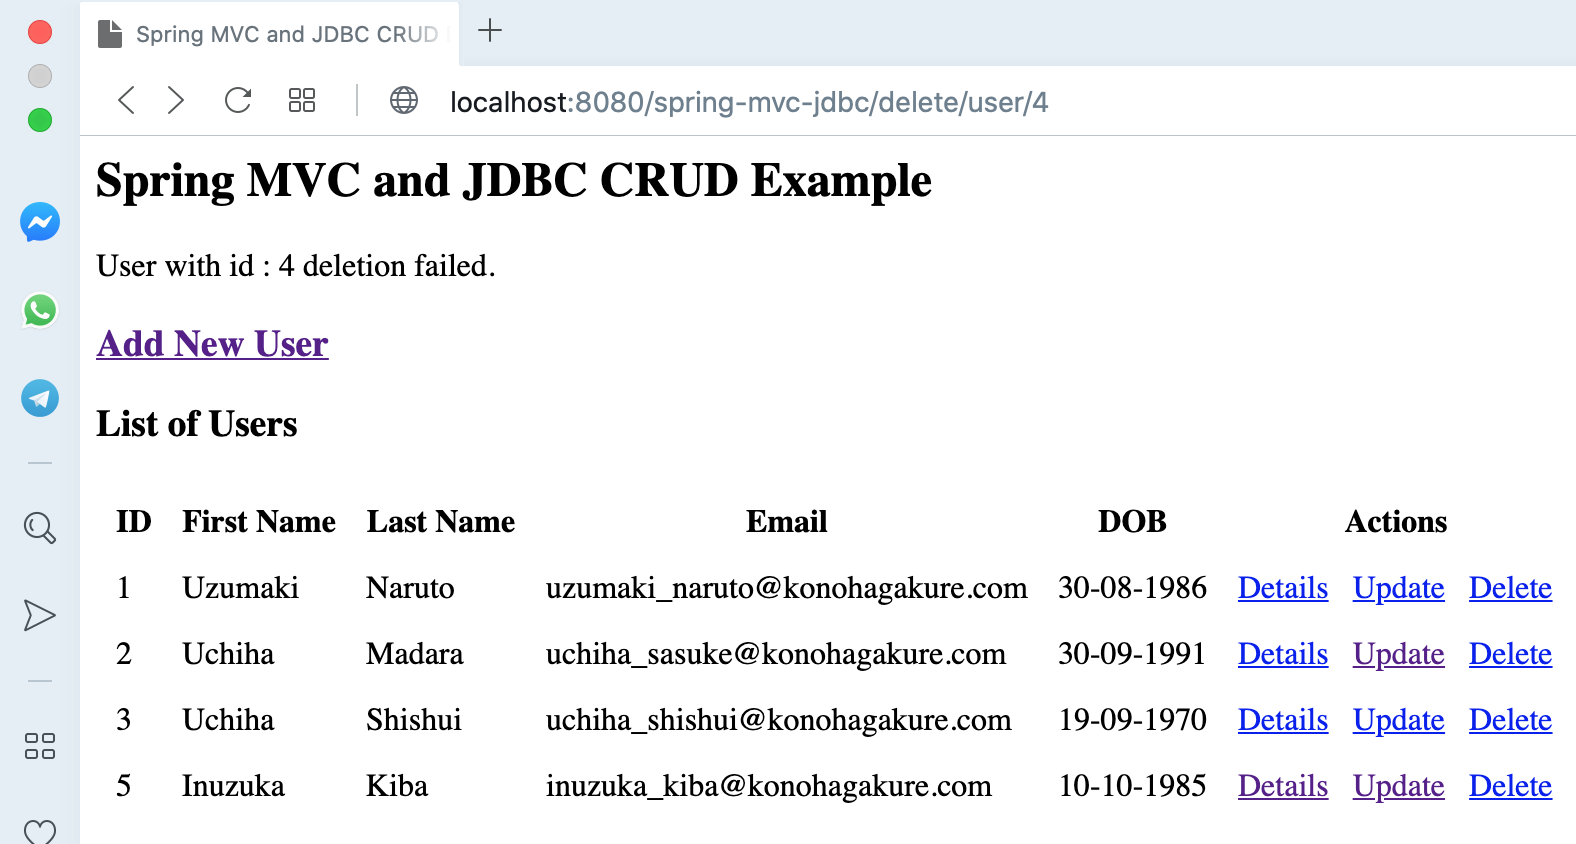 Spring MVC and JDBC CRUD
localhost:8080/spring-mvc-jdbc/delete/user/4
Spring MVC and JDBC CRUD Example
User with id : 4 deletion failed.
Add New User
List of Users
ID First Name Last Name Email DOB Actions
1 Uzumaki Naruto uzumaki_naruto@konohagakure.com 30-08-1986 Details Update Delete
2 Uchiha Madara uchiha_sasuke@konohagakure.com 30-09-1991 Details Update Delete
3 Uchiha Shishui uchiha_shishui@konohagakure.com 19-09-1970 Details Update Delete
5 Inuzuka Kiba inuzuka_kiba@konohagakure.com 10-10-1985 Details Update Delete